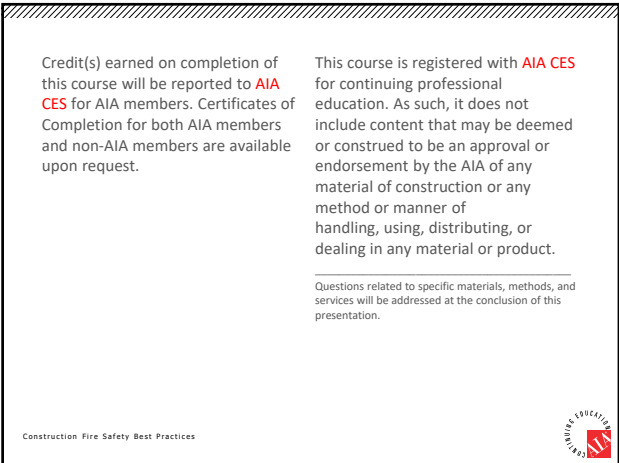 Credit(s) earned on completion of
this course will be reported to AIA
CES for AIA members. Certificates of
Completion for both AIA members
and non-AIA members are available
upon request.
This course is registered with AIA CES
for continuing professional
education. As such, it does not
include content that may be deemed
or construed to be an approval or
endorsement by the AIA of any
material of construction or any
method or manner of
handling, using, distributing, or
dealing in any material or product.
Questions related to specific materials, methods, and
services will be addressed at the conclusion of this
presentation.
Construction Fire Safety Best Practices
CONTINUING EDUCATION
AIA